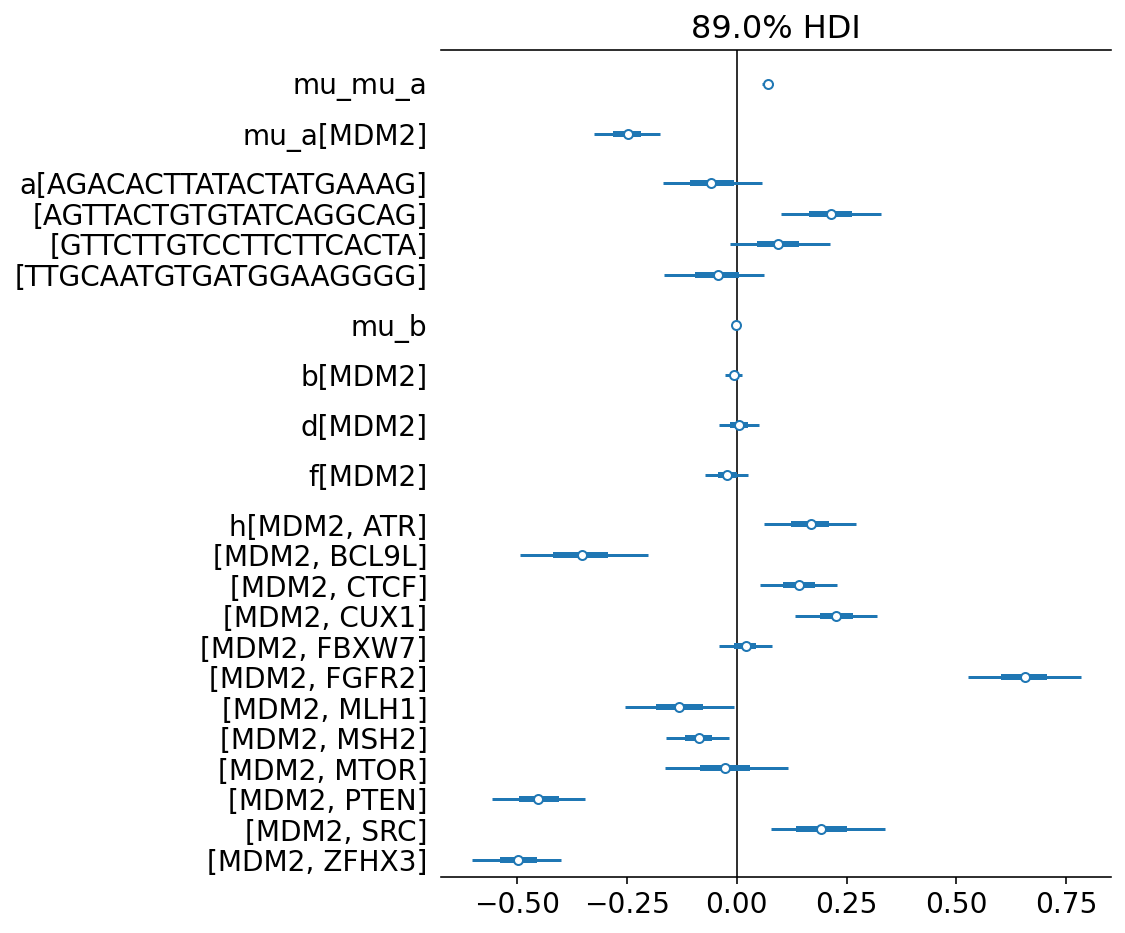 89.0% HDI
mu_mu_a
mu_a[MDM2]
a[AGACACTTATACTATGAAAG]
[AGTTACTGTGTATCAGGCAG]
[GTTCTTGTCCTTCTTCACTA]
[TTGCAATGTGATGGAAGGGG]
mu_b
b[MDM2]
d[MDM2]
f[MDM2]
h[MDM2, ATR]
[MDM2, BCL9L]
[MDM2, CTCF]
[MDM2, CUX1]
[MDM2, FBXW7]
[MDM2, FGFR2]
[MDM2, MLH1]
[MDM2, MSH2]
[MDM2, MTOR]
[MDM2, PTEN]
[MDM2, SRC]
[MDM2, ZFHX3]
−0.50 −0.25 0.00 0.25 0.50 0.75